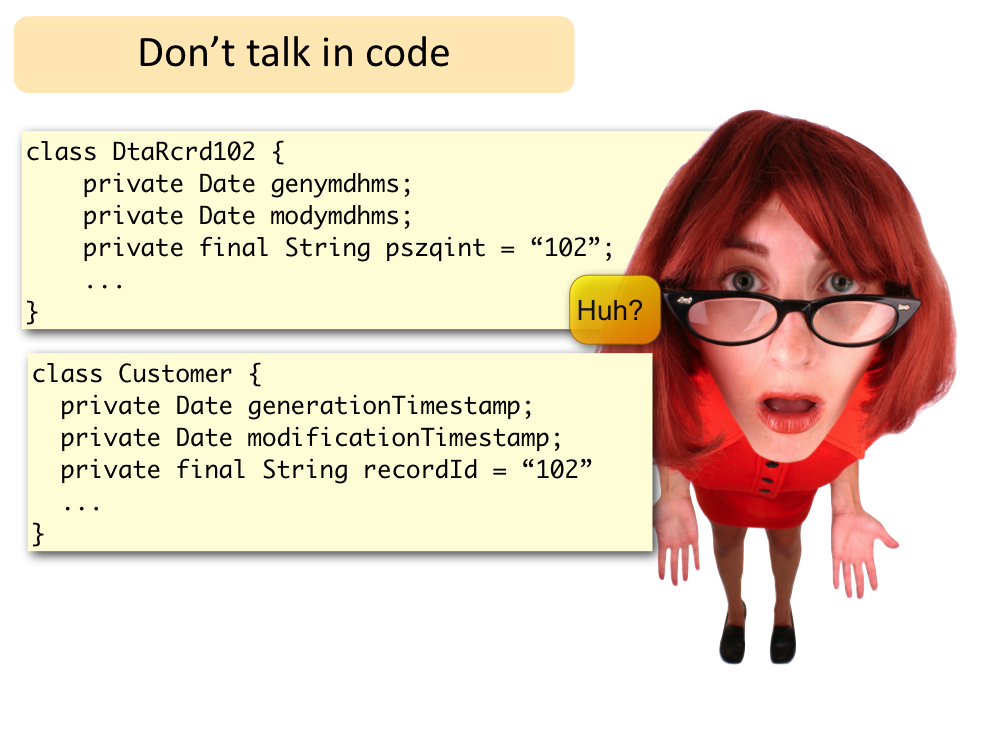 Don’t talk in code
class DtaRcrd102 {
    private Date genymdhms;
    private Date modymdhms;
    private final String pszqint = “102”;
    ...
}
Huh?
class Customer {
  private Date generationTimestamp;
  private Date modificationTimestamp;
  private final String recordId = “102”
  ...
}